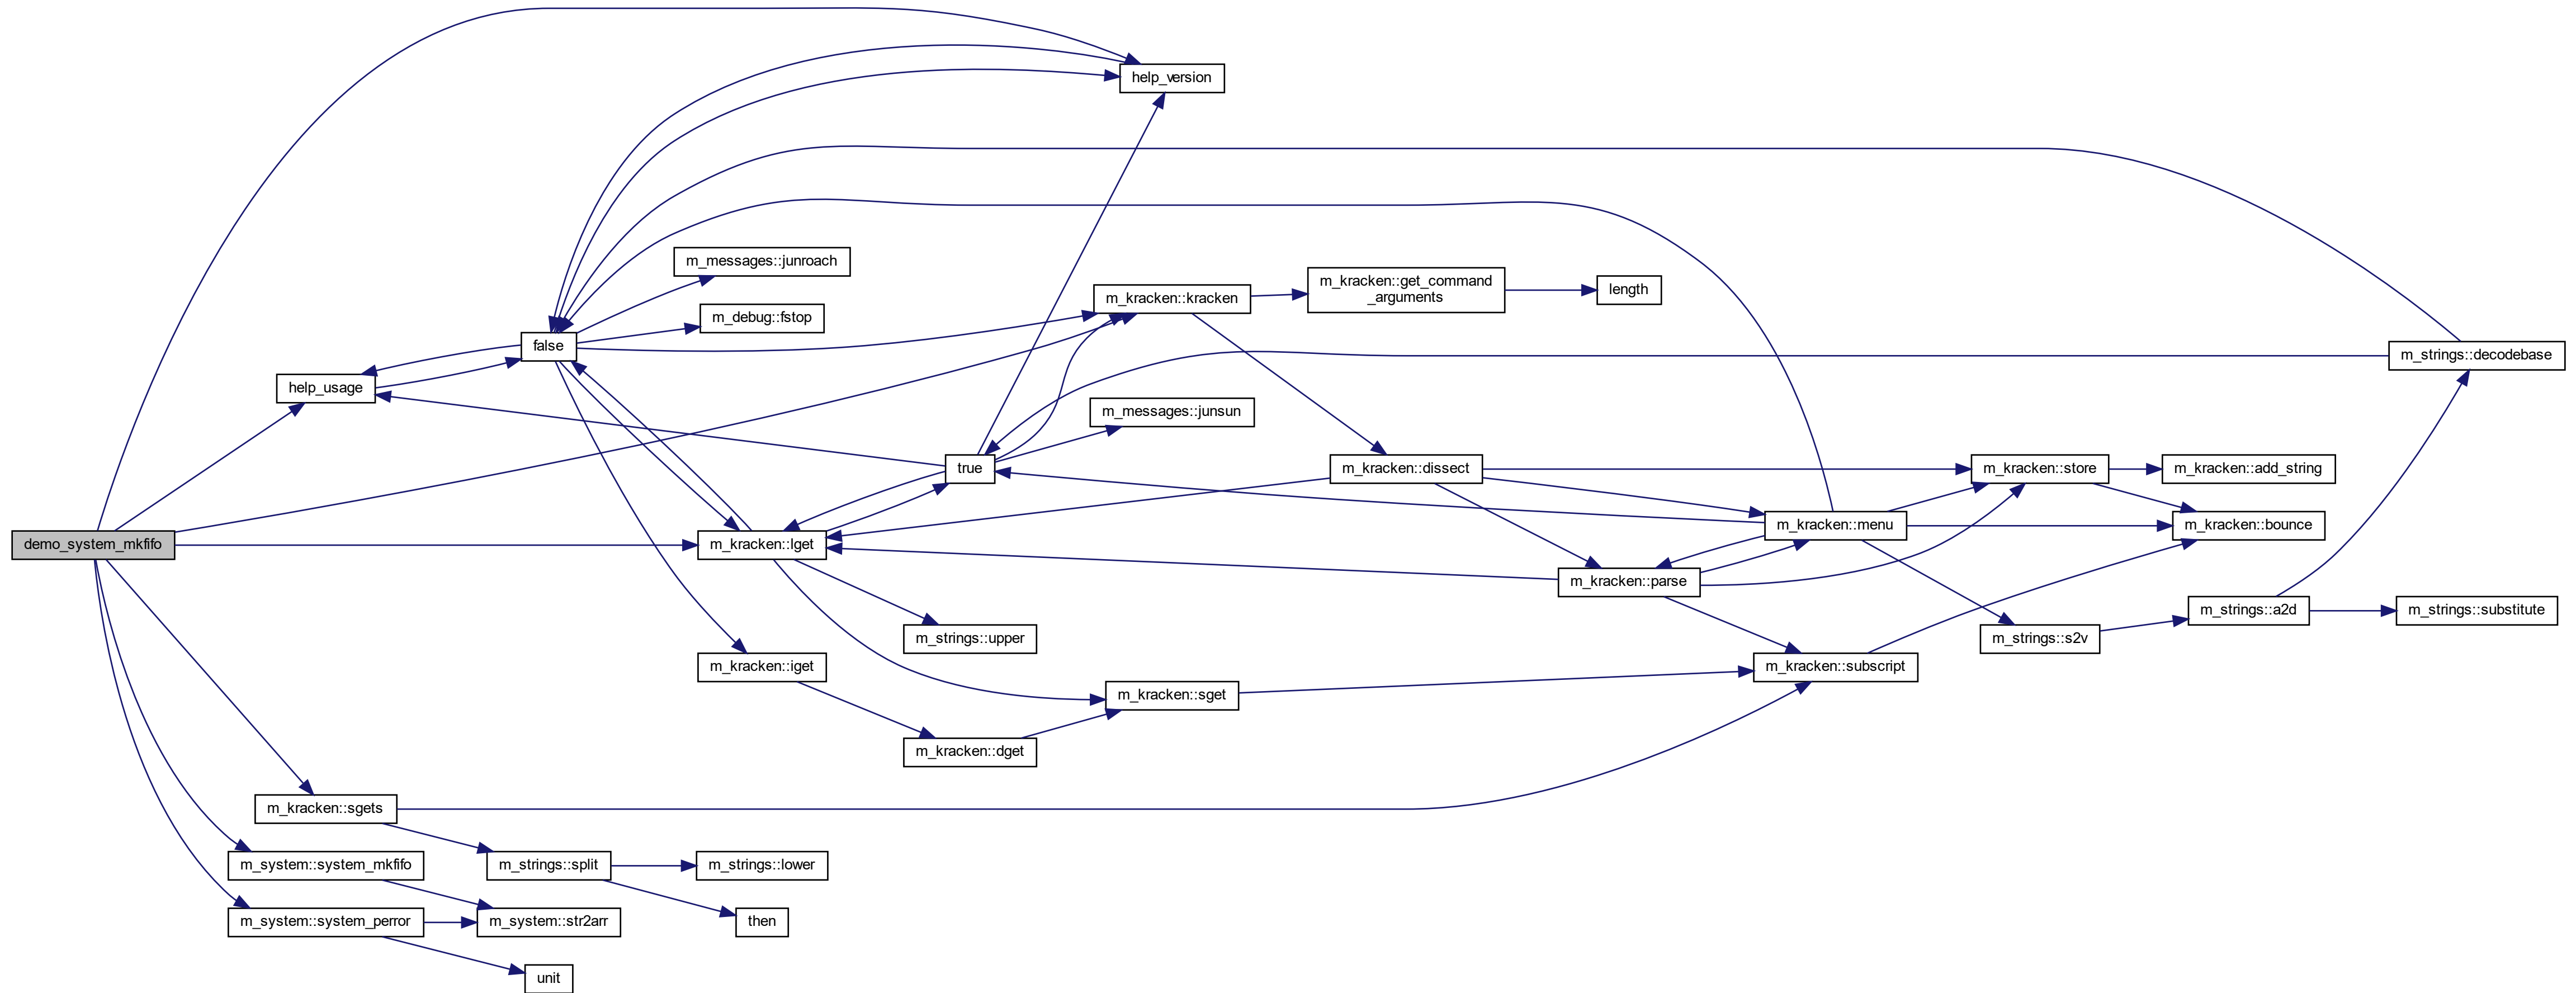 help_version
m_messages::junroach
m_kracken::kracken
m_kracken::get_command
_arguments
length
m_debug::fstop
false
m_strings::decodebase
help_usage
m_messages::junsun
true
m_kracken::dissect
m_kracken::store
m_kracken::add_string
demo_system_mkfifo
m_kracken::lget
m_kracken::menu
m_kracken::bounce
m_kracken::parse
m_strings::a2d
m_strings::substitute
m_strings::upper
m_strings::s2v
m_kracken::iget
m_kracken::subscript
m_kracken::sget
m_kracken::dget
m_kracken::sgets
m_system::system_mkfifo
m_strings::split
m_strings::lower
m_system::system_perror
m_system::str2arr
then
unit